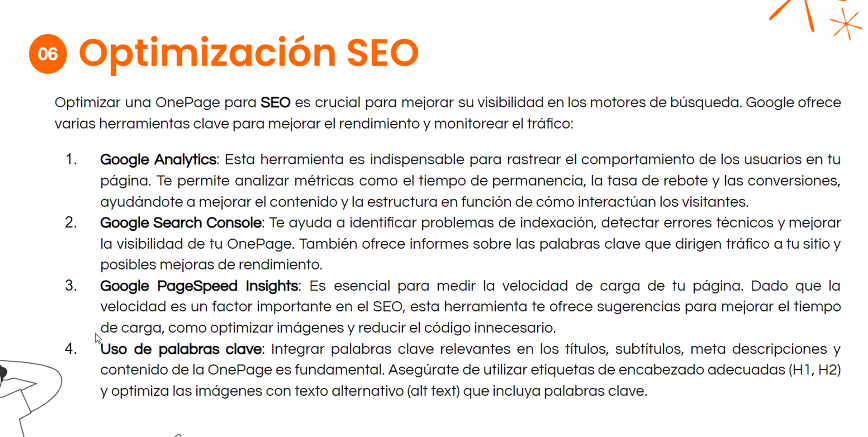 06 Optimización SEO
Optimizar una OnePage para SEO es crucial para mejorar su visibilidad en los motores de búsqueda. Google ofrece
varias herramientas clave para mejorar el rendimiento y monitorear el tráfico:
1. Google Analytics: Esta herramienta es indispensable para rastrear el comportamiento de los usuarios en tu
página. Te permite analizar métricas como el tiempo de permanencia, la tasa de rebote y las conversiones,
ayudándote a mejorar el contenido y la estructura en función de cómo interactúan los visitantes.
2. Google Search Console: Te ayuda a identificar problemas de indexación, detectar errores técnicos y mejorar
la visibilidad de tu OnePage. También ofrece informes sobre las palabras clave que dirigen tráfico a tu sitio y
posibles mejoras de rendimiento.
3. Google PageSpeed Insights: Es esencial para medir la velocidad de carga de tu página. Dado que la
velocidad es un factor importante en el SEO, esta herramienta te ofrece sugerencias para mejorar el tiempo
de carga, como optimizar imágenes y reducir el código innecesario.
4. Uso de palabras clave: Integrar palabras clave relevantes en los títulos, subtítulos, meta descripciones y
contenido de la OnePage es fundamental. Asegúrate de utilizar etiquetas de encabezado adecuadas (H1, H2)
y optimiza las imágenes con texto alternativo (alt text) que incluya palabras clave.